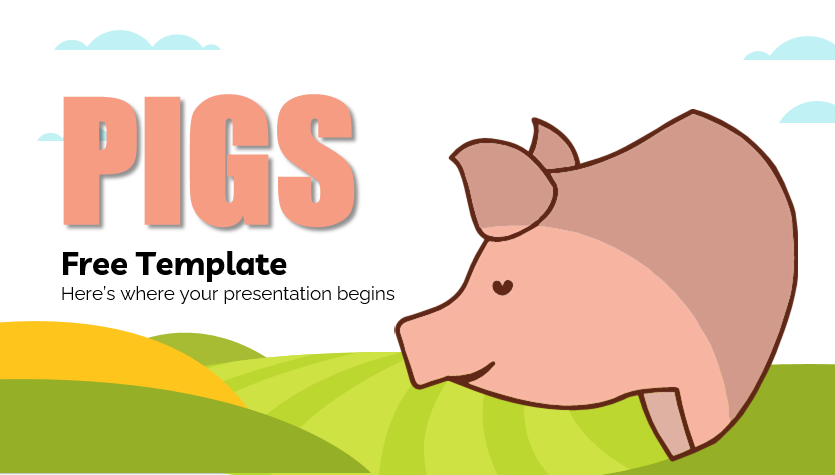 PIGS
Free Template
Here's where your presentation begins